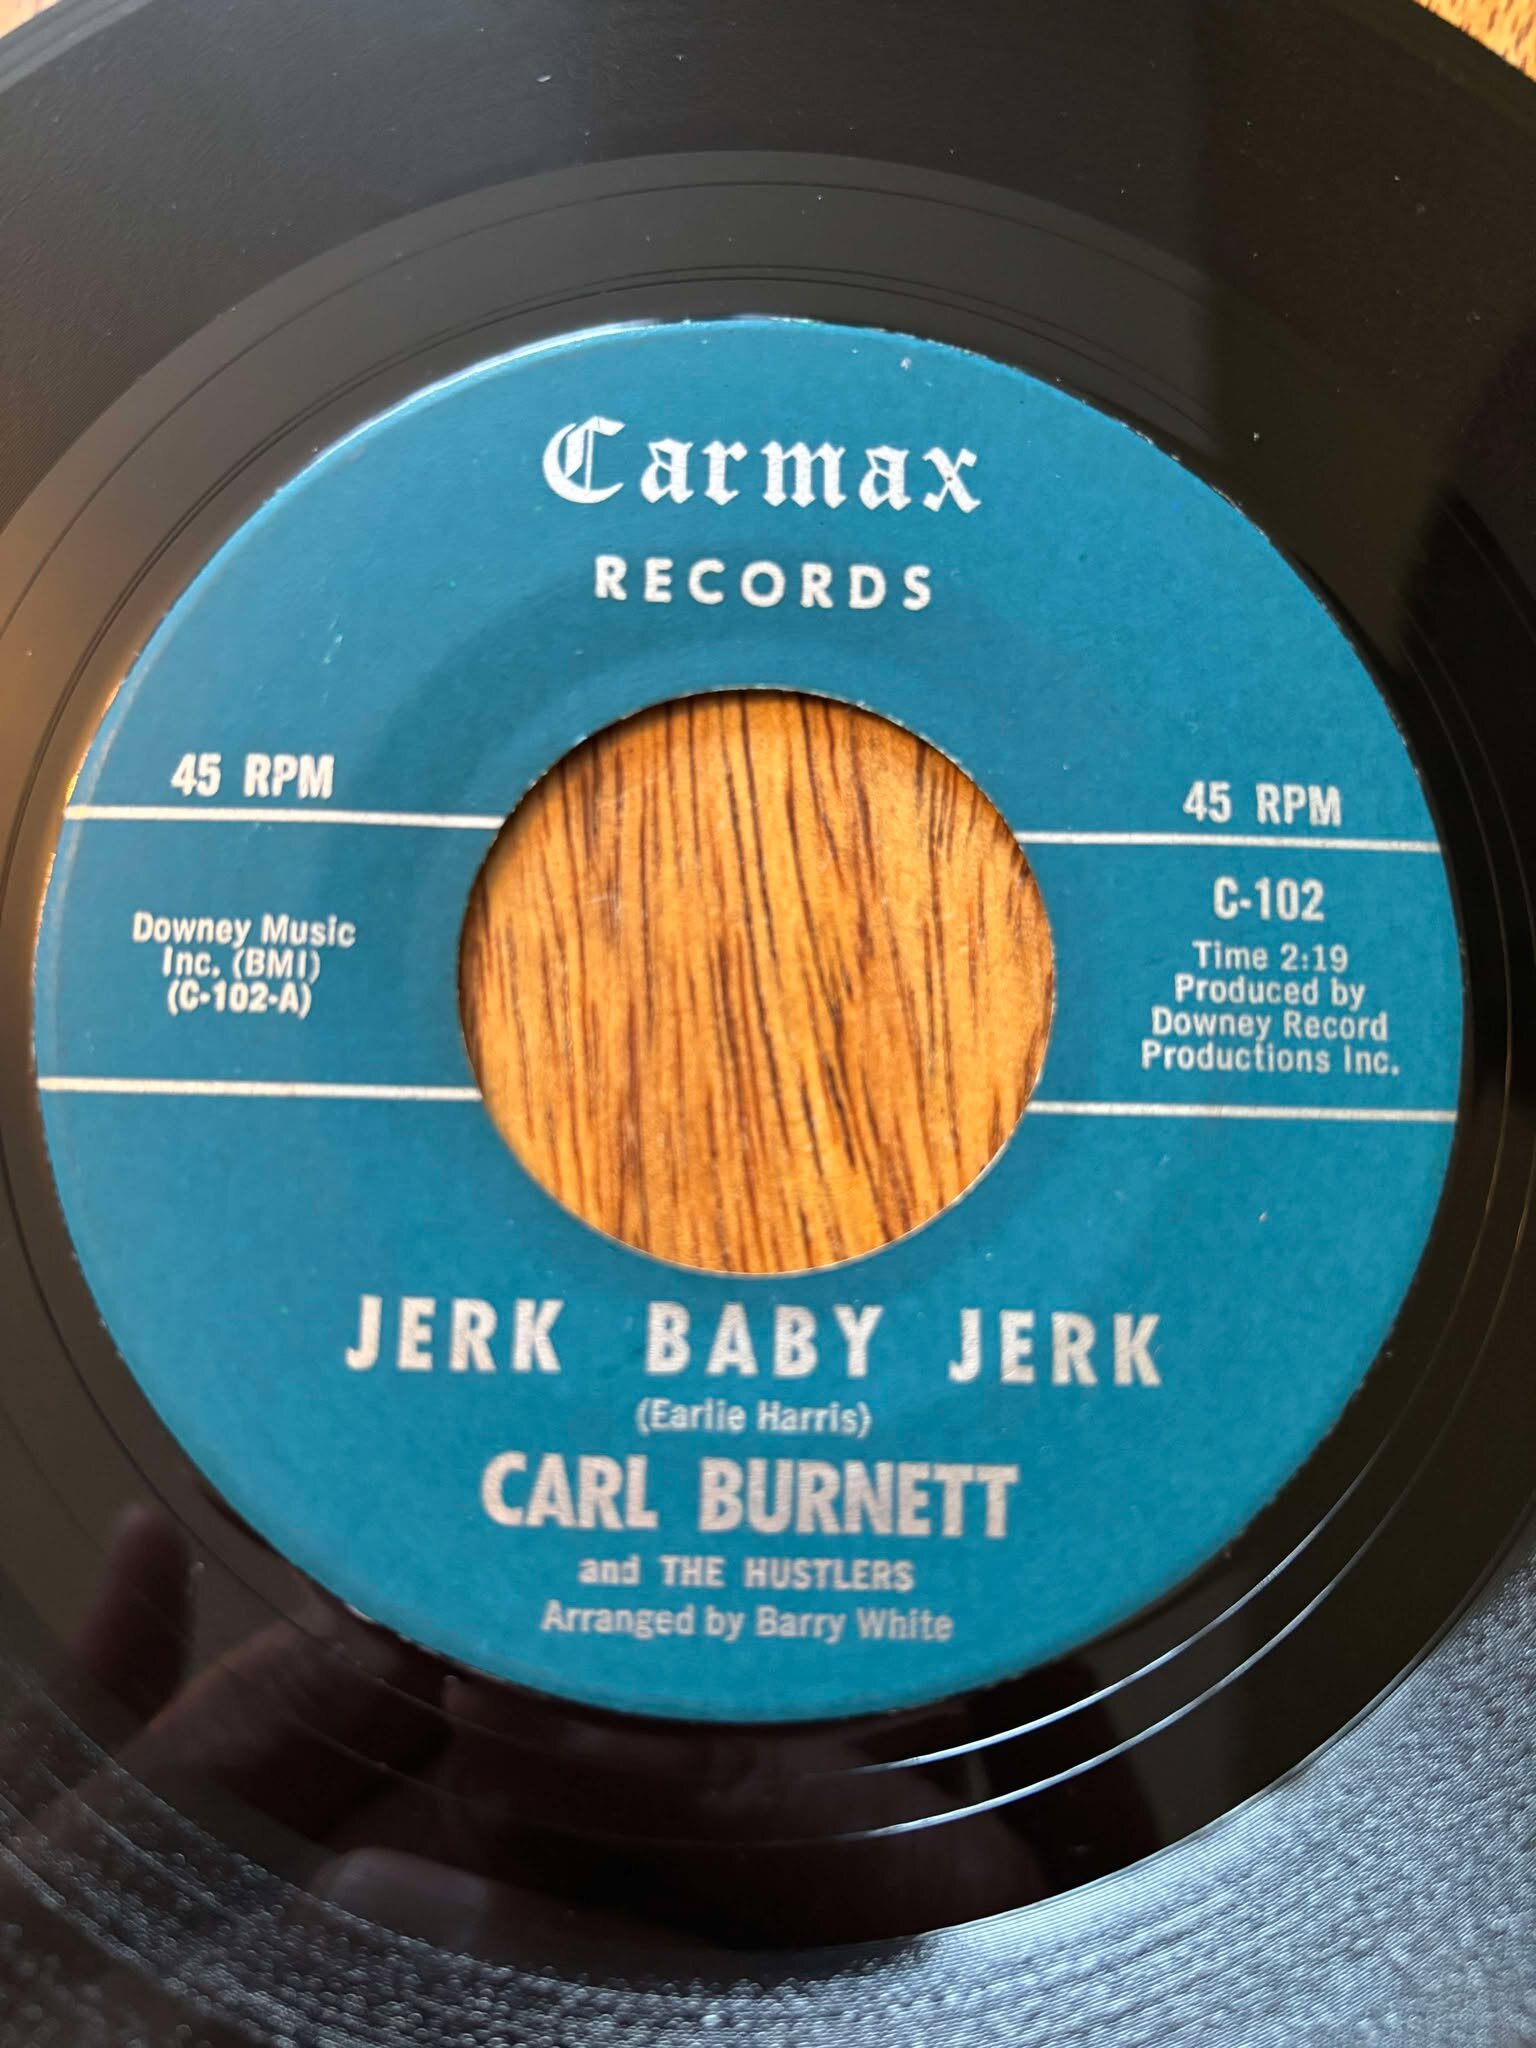 Carmax
RECORDS
45 RPM
45 RPM
Downey Music
Inc. (BMI)
(C-102-A)
C-102
Time 2:19
Produced by
Downey Record
Productions Inc.
JERK BABY JERK
(Earlie Harris)
CARL BURNETT
and THE HUSTLERS
Arranged by Barry White